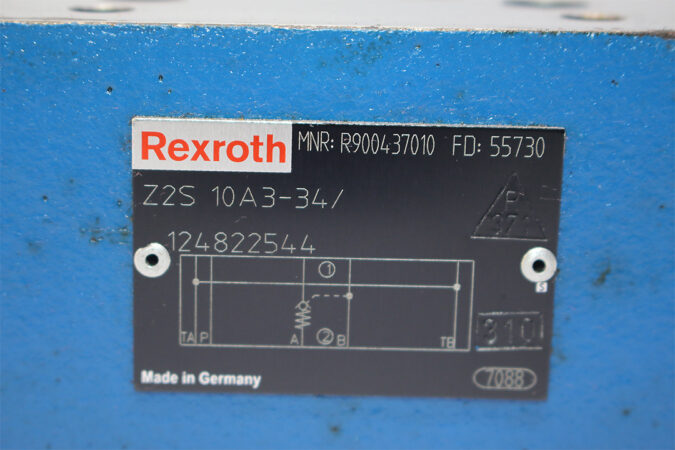 Rexroth MNR: R900437010 FD: 55730
Z2S 10A3-34/
124822544
1
TA P A 2 B TB
310
S
Made in Germany
7088